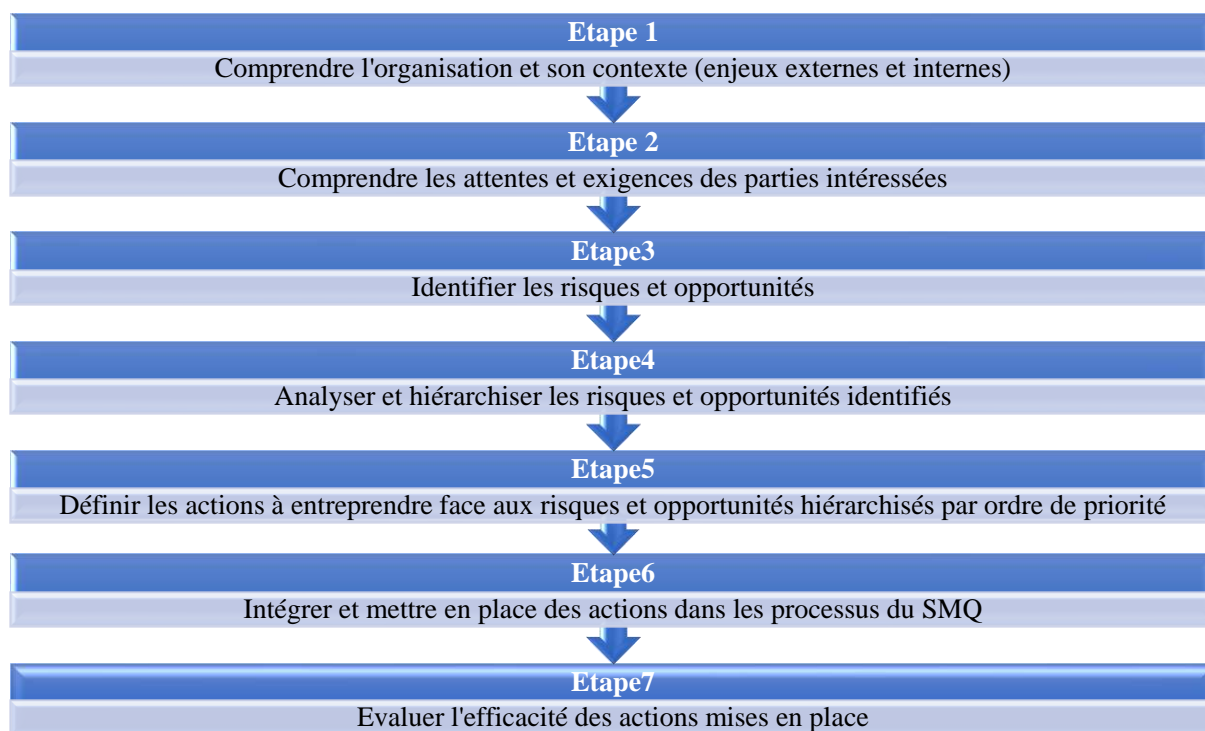 Etape 1
Comprendre l'organisation et son contexte (enjeux externes et internes)
Etape 2
Comprendre les attentes et exigences des parties intéressées
Etape3
Identifier les risques et opportunités
Etape4
Analyser et hiérarchiser les risques et opportunités identifiés
Etape5
Définir les actions à entreprendre face aux risques et opportunités hiérarchisés par ordre de priorité
Etape6
Intégrer et mettre en place des actions dans les processus du SMQ
Etape7
Evaluer l'efficacité des actions mises en place